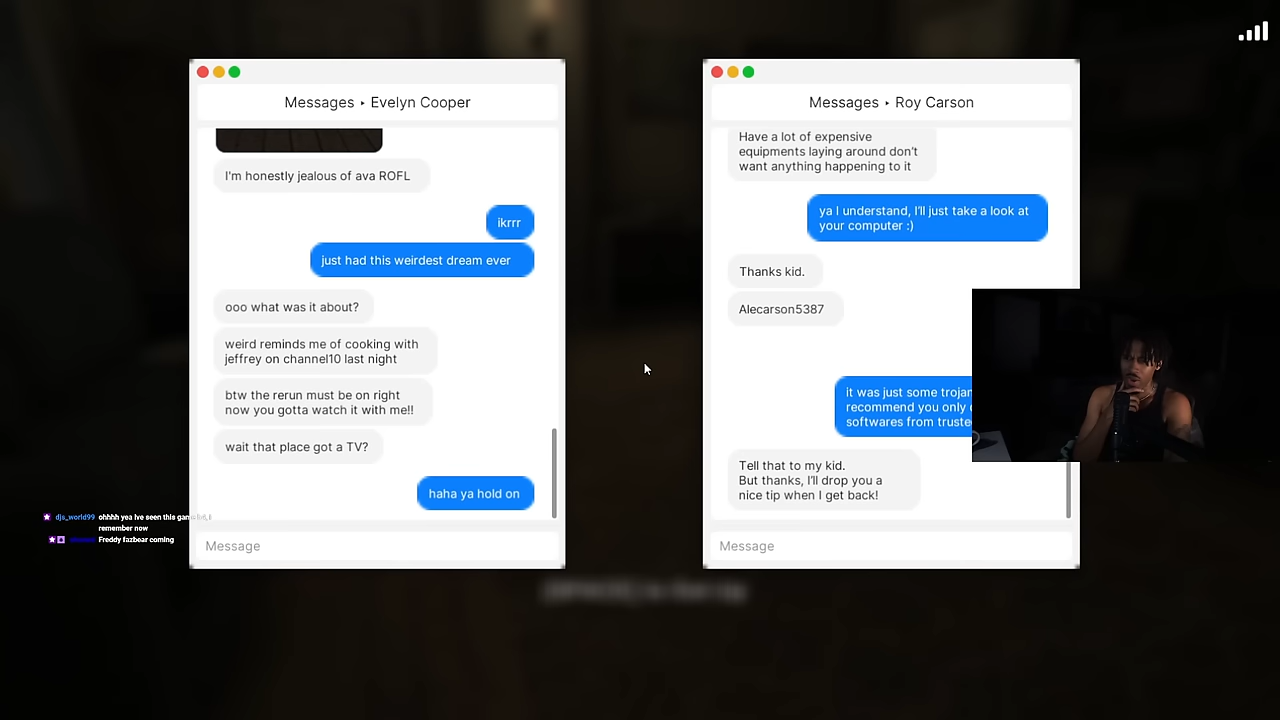 Messages ‣ Evelyn Cooper
I'm honestly jealous of ava ROFL
ikrrr
just had this weirdest dream ever
ooo what was it about?
weird reminds me of cooking with
jeffrey on channel10 last night
btw the rerun must be on right
now you gotta watch it with me!!
wait that place got a TV?
haha ya hold on
Message
Messages ‣ Roy Carson
Have a lot of expensive
equipments laying around don't
want anything happening to it
ya I understand, I'll just take a look at
your computer :)
Thanks kid.
Alecarson5387
it was just some trojan
recommend you only
softwares from truste
Tell that to my kid.
But thanks, I'll drop you a
nice tip when I get back!
Message
djs_world99 ohhhh yea ive seen this game
remember now
Freddy fazbear coming